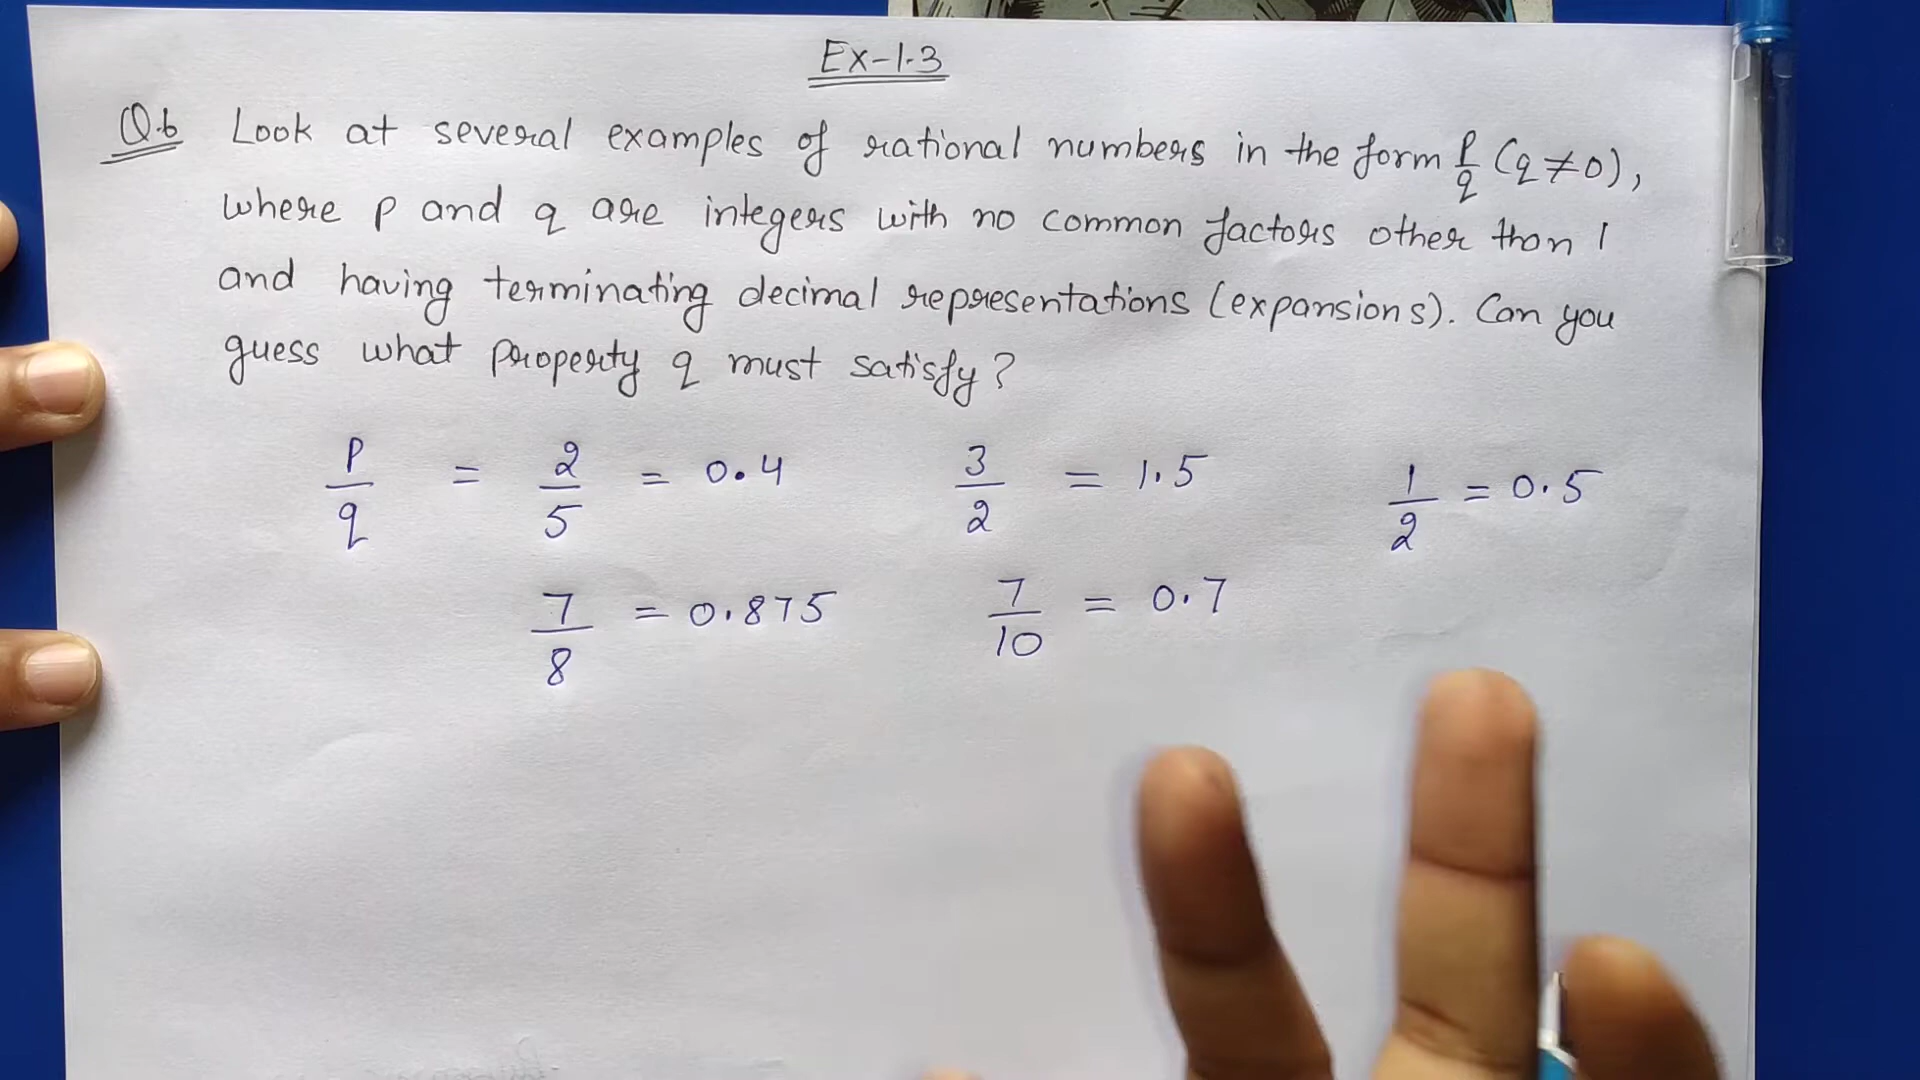 Ex-1.3
Q.6 Look at several examples of rational numbers in the form p/q (q≠0),
where p and q are integers with no common factors other than 1
and having terminating decimal representations (expansions). Can you
guess what property q must satisfy?
p/q = 2/5 = 0.4 3/2 = 1.5 1/2 = 0.5
7/8 = 0.875 7/10 = 0.7